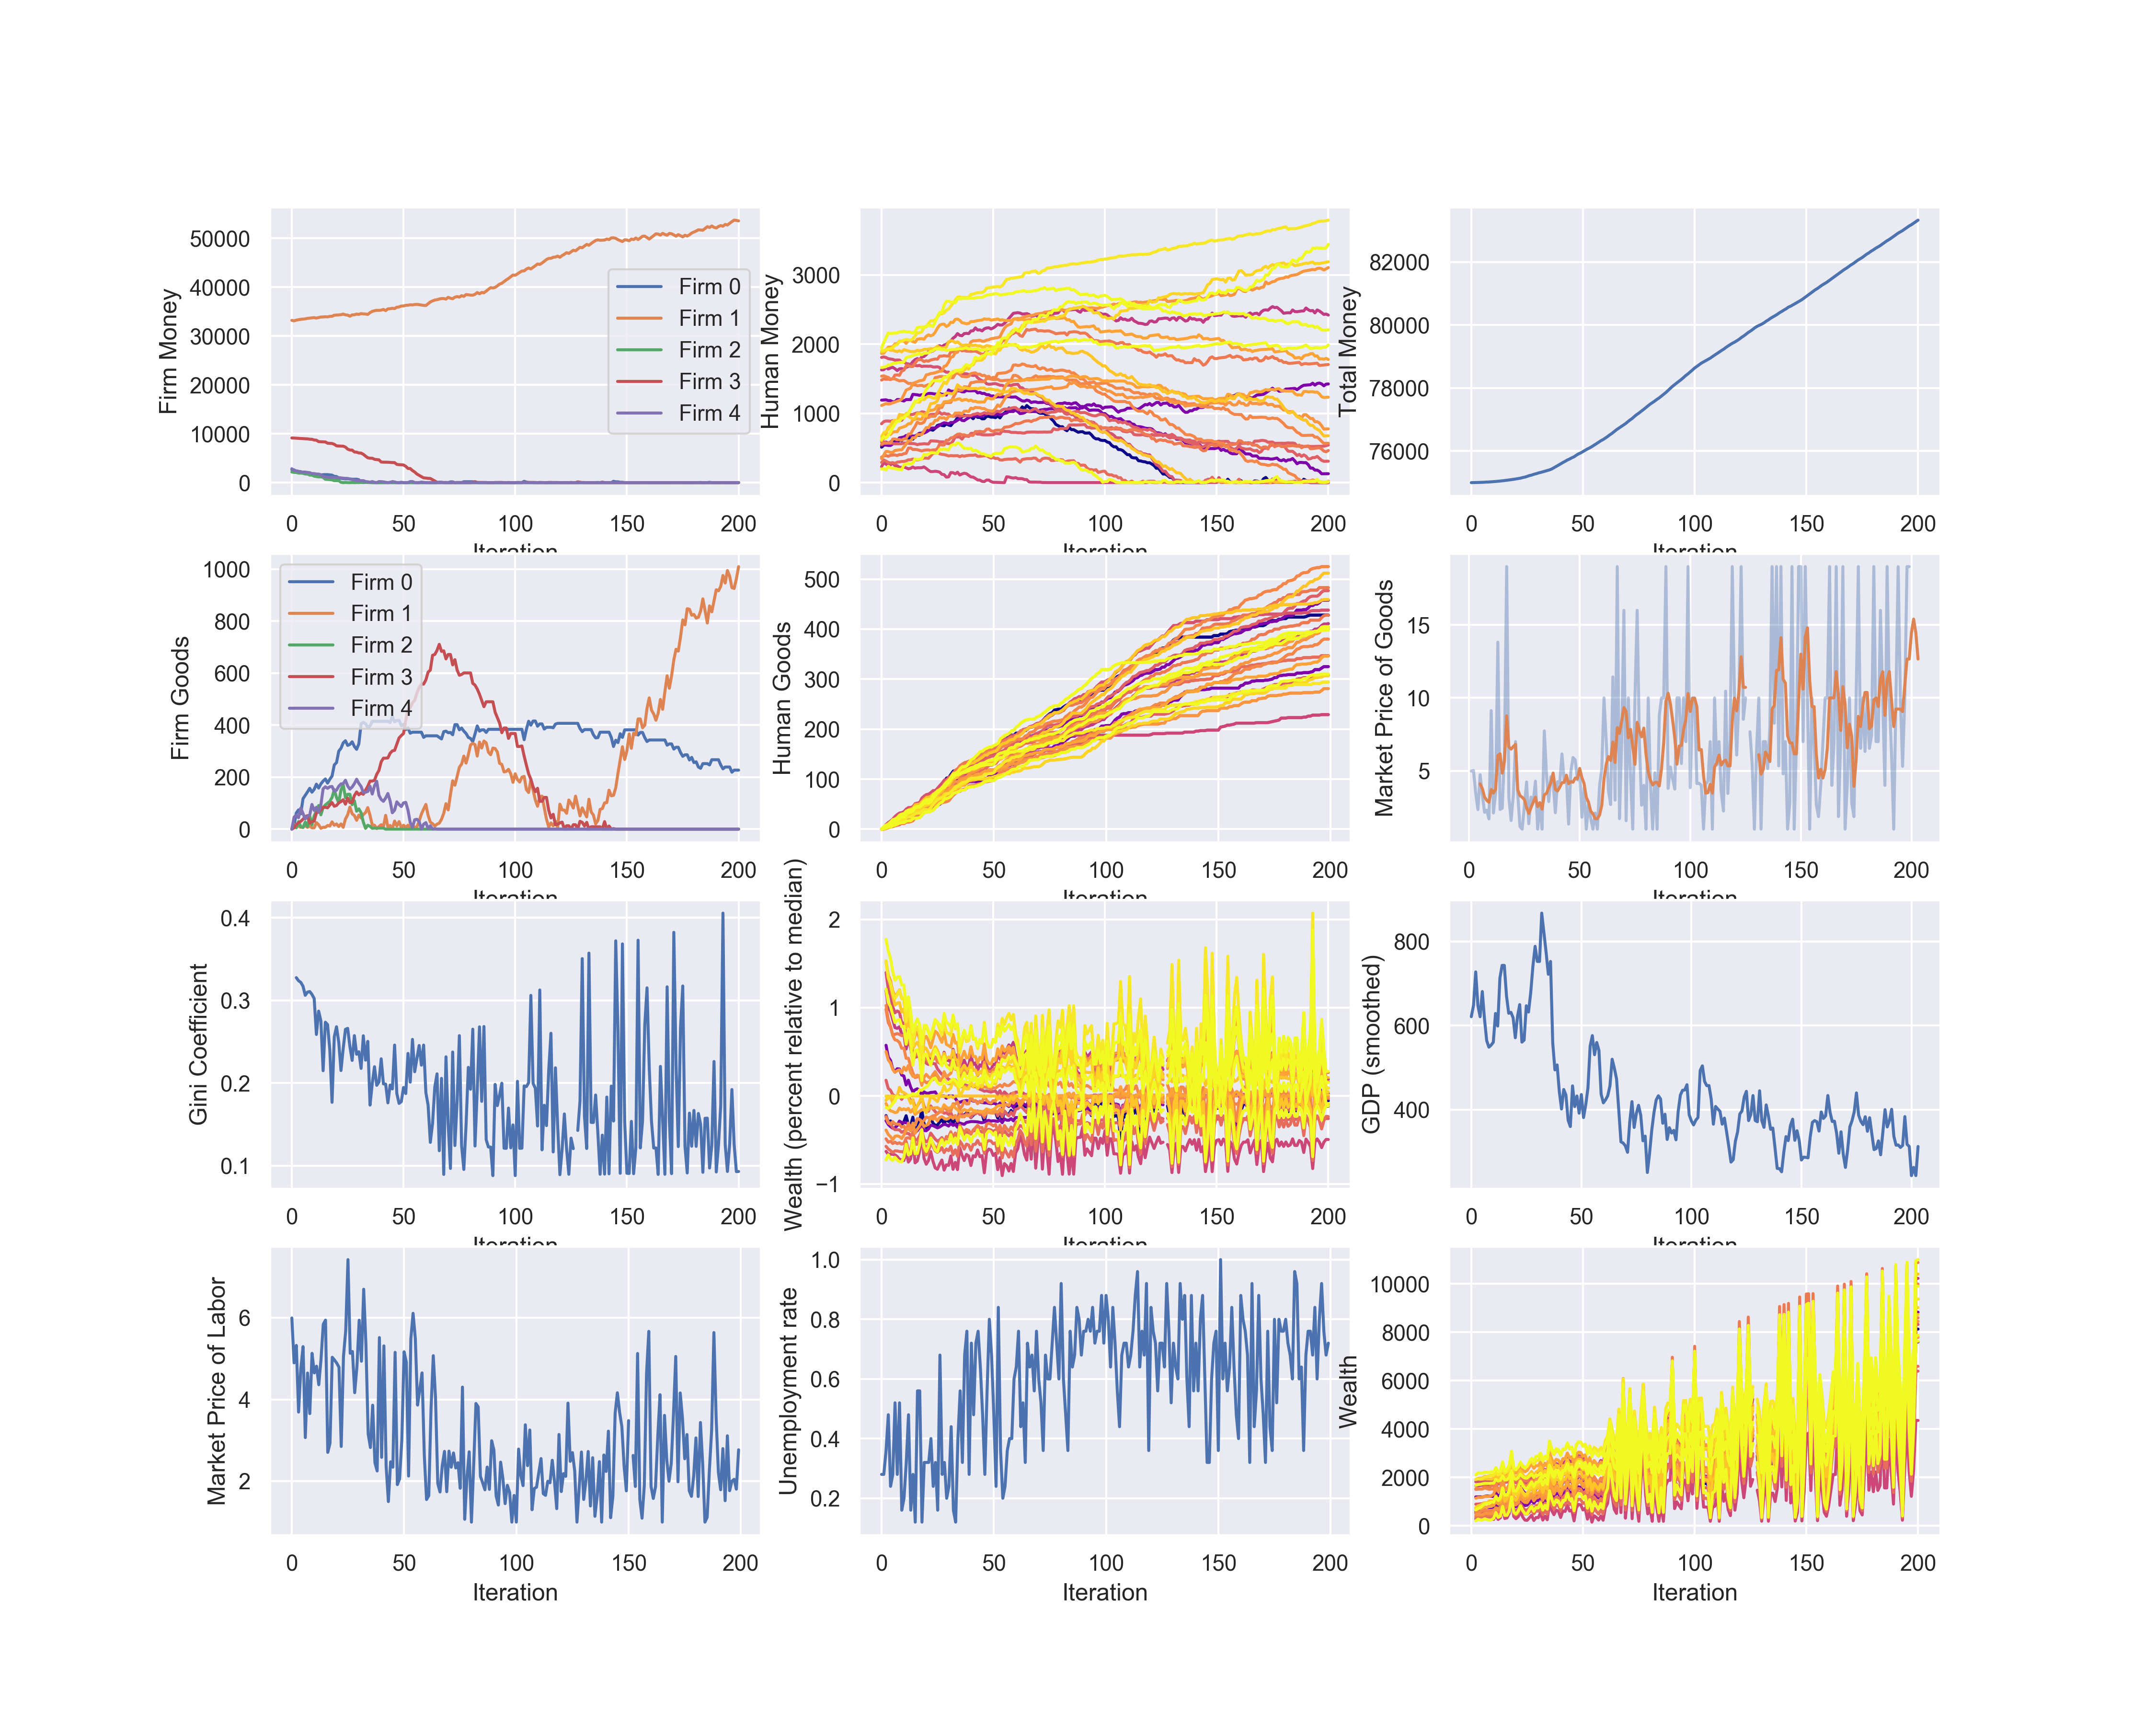 Firm Money
50000
40000
30000
20000
10000
0
0 50 100 150 200
Iteration
Firm 0
Firm 1
Firm 2
Firm 3
Firm 4
Human Money
3000
2000
1000
0
0 50 100 150 200
Iteration
Total Money
82000
80000
78000
76000
0 50 100 150 200
Iteration
Firm Goods
1000
800
600
400
200
0
0 50 100 150 200
Iteration
Firm 0
Firm 1
Firm 2
Firm 3
Firm 4
Human Goods
500
400
300
200
100
0
0 50 100 150 200
Iteration
Market Price of Goods
15
10
5
0 50 100 150 200
Iteration
Gini Coefficient
0.4
0.3
0.2
0.1
0 50 100 150 200
Iteration
Wealth (percent relative to median)
2
1
0
−1
0 50 100 150 200
Iteration
GDP (smoothed)
800
600
400
0 50 100 150 200
Iteration
Market Price of Labor
6
4
2
0 50 100 150 200
Iteration
Unemployment rate
1.0
0.8
0.6
0.4
0.2
0 50 100 150 200
Iteration
Wealth
10000
8000
6000
4000
2000
0
0 50 100 150 200
Iteration